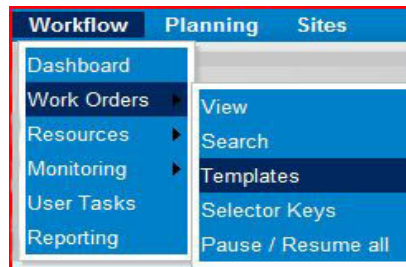 Workflow Planning Sites
Dashboard
Work Orders
Resources
Monitoring
User Tasks
Reporting
View
Search
Templates
Selector Keys
Pause / Resume all